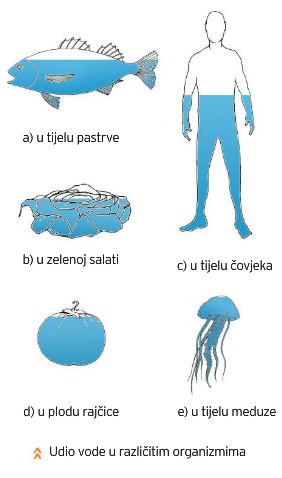 a) u tijelu pastrve
b) u zelenoj salati
c) u tijelu čovjeka
d) u plodu rajčice
e) u tijelu meduze
Udio vode u različitim organizmima